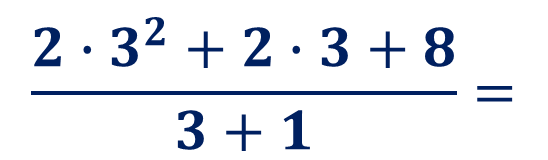 2 · 3² + 2 · 3 + 8
3 + 1
=